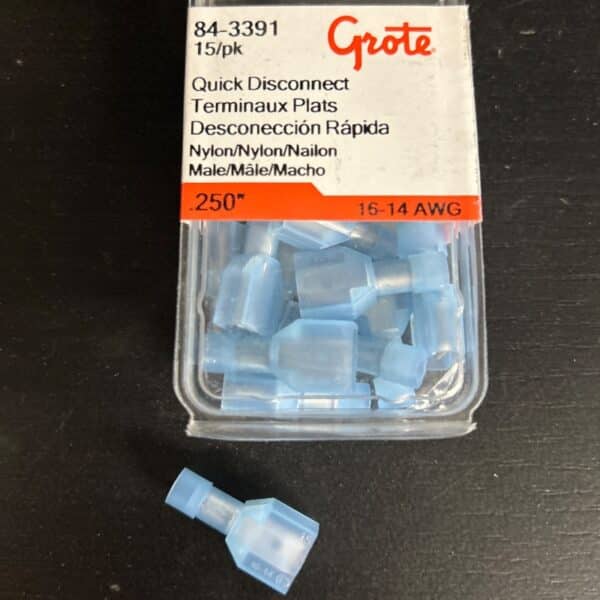 84-3391
15/pk
Grote
Quick Disconnect
Terminaux Plats
Desconección Rápida
Nylon/Nylon/Nailon
Male/Mâle/Macho
.250"
16-14 AWG